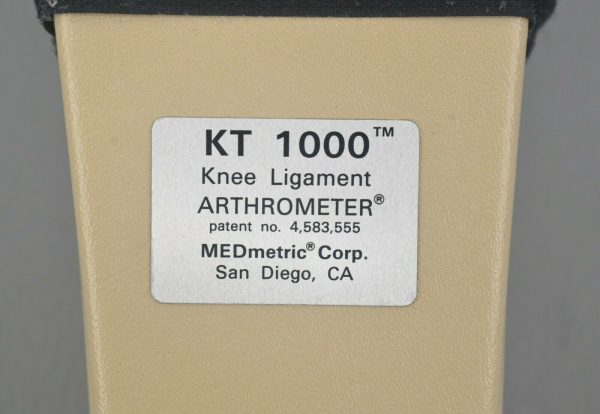 KT 1000™
Knee Ligament
ARTHROMETER®
patent no. 4,583,555
MEDmetric® Corp.
San Diego, CA